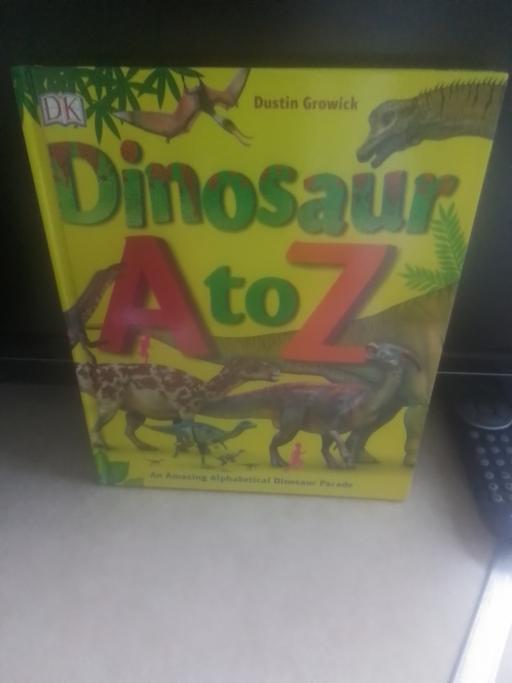 DK
Dustin Growick
Dinosaur
A to Z
An Amazing Alphabetical Dinosaur Parade